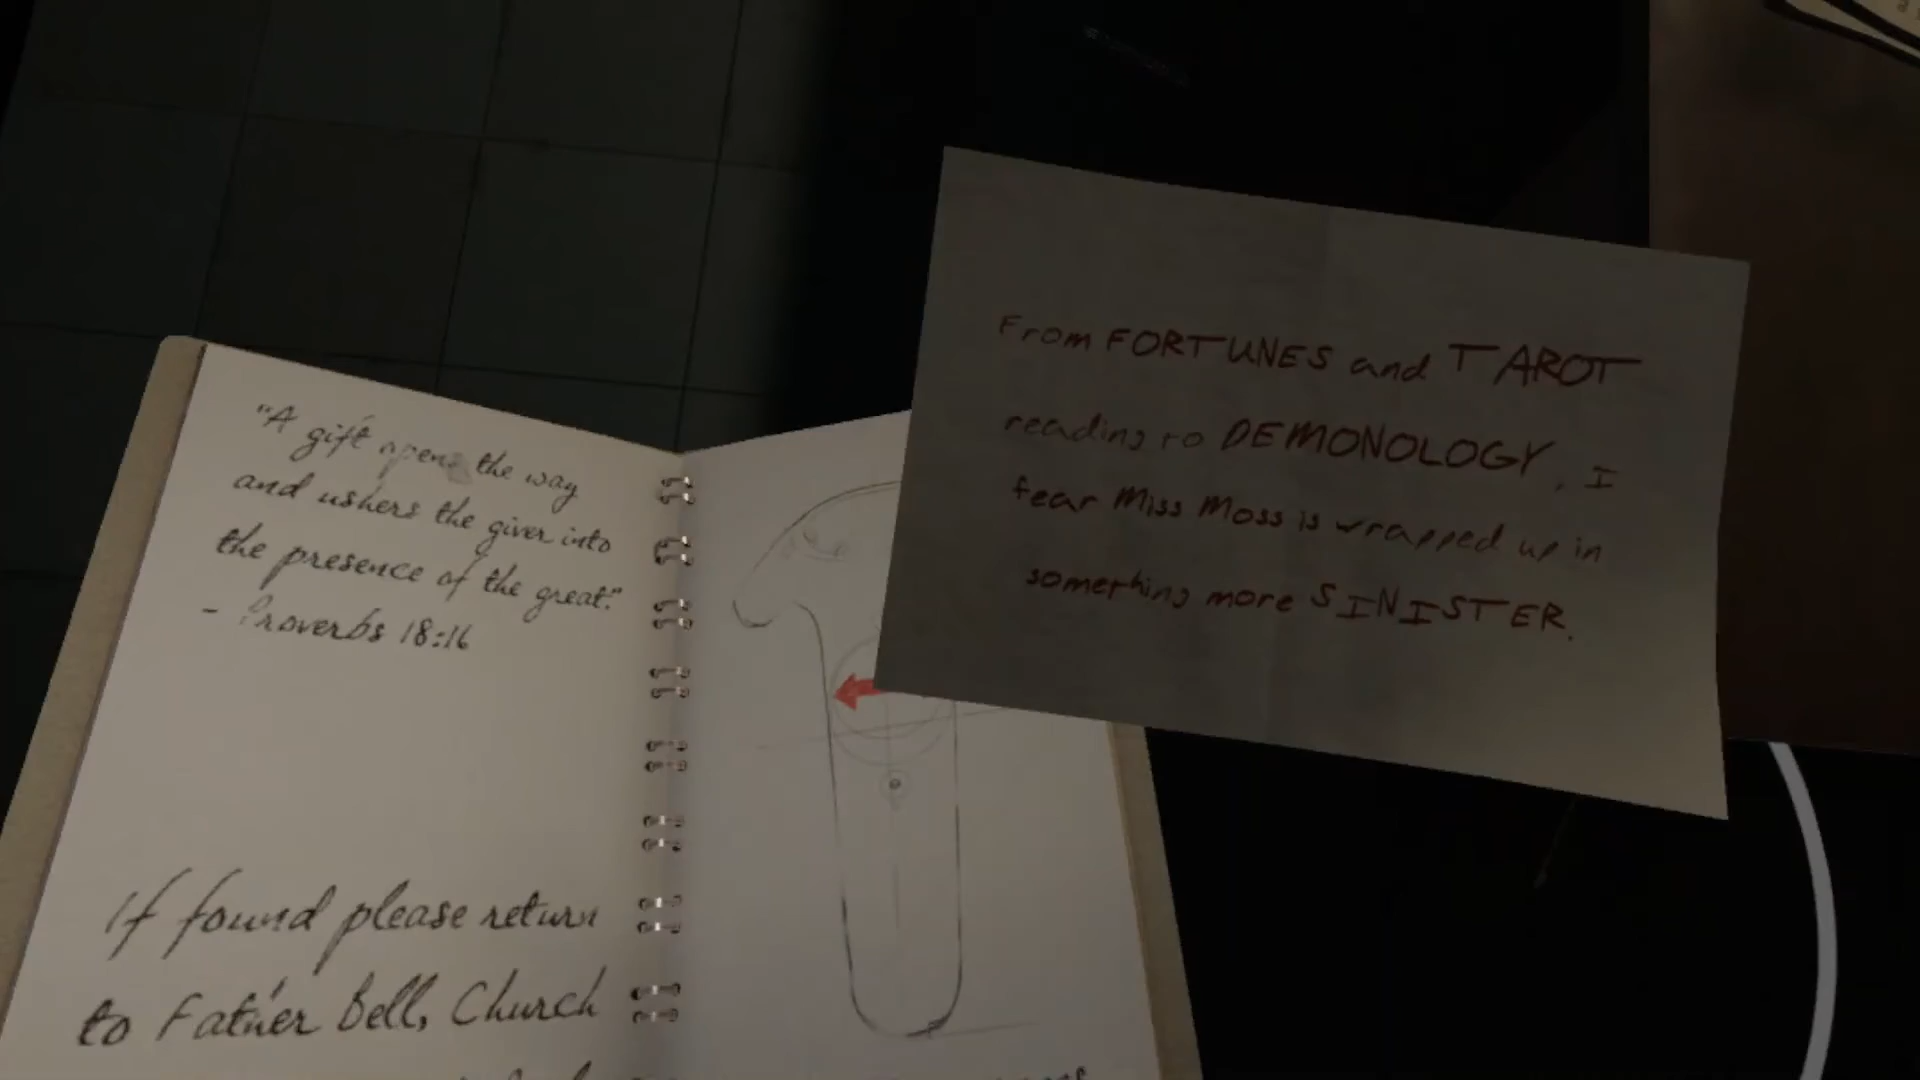 "A gift opens the way
and ushers the giver into
the presence of the great."
- Proverbs 18:16
If found please return
to Father Bell, Church
From FORTUNES and TAROT
reading to DEMONOLOGY, I
fear Miss Moss is wrapped up in
something more SINISTER.